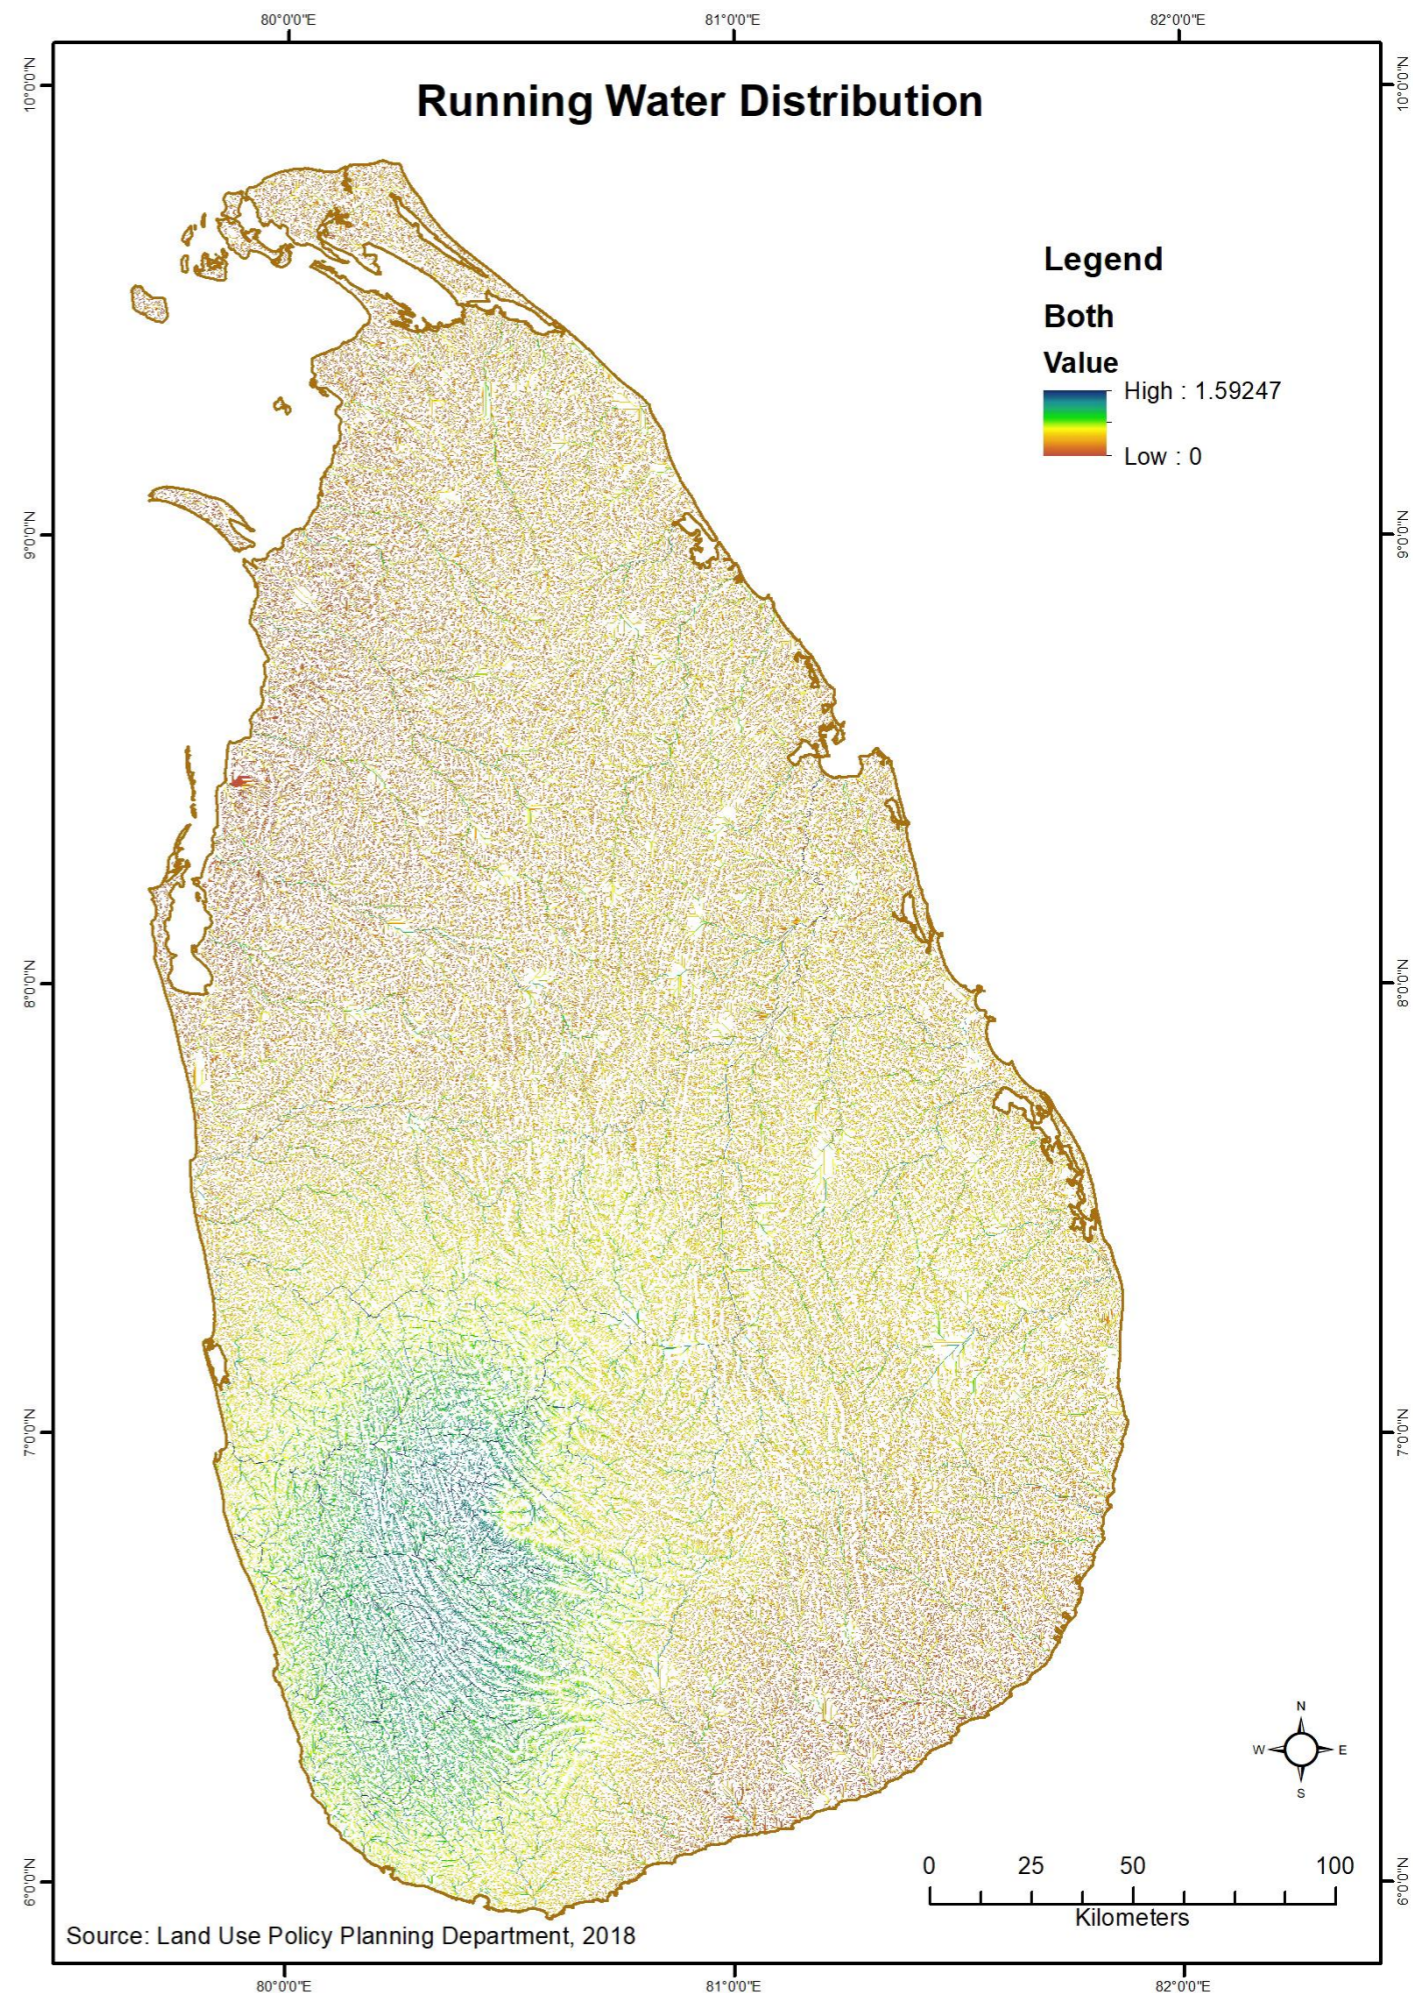 80°0'0"E 81°0'0"E 82°0'0"E
10°0'0"N 10°0'0"N
Running Water Distribution
Legend
Both
Value
High : 1.59247
Low : 0
9°0'0"N 9°0'0"N
8°0'0"N 8°0'0"N
7°0'0"N 7°0'0"N
N
W E
S
0 25 50 100
Kilometers
6°0'0"N 6°0'0"N
Source: Land Use Policy Planning Department, 2018
80°0'0"E 81°0'0"E 82°0'0"E